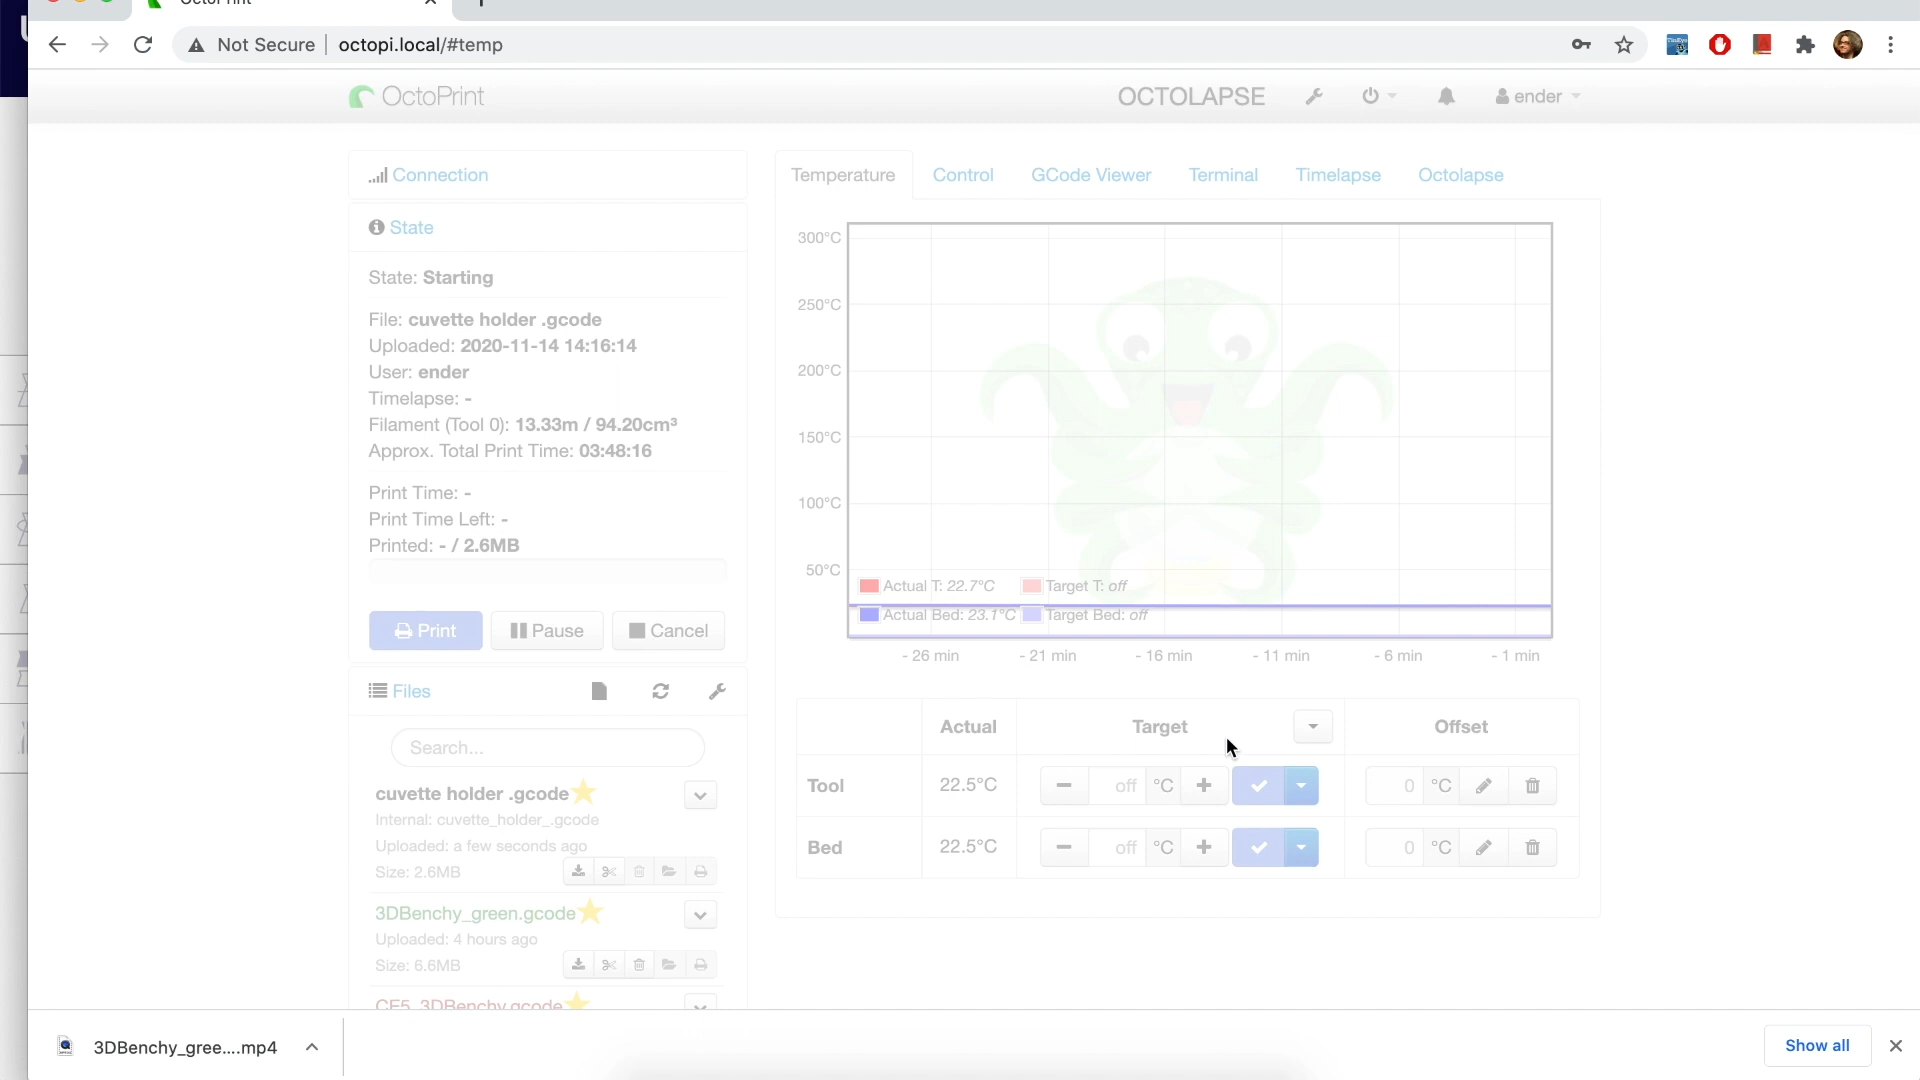 OctoPrint
Not Secure
octopi.local/#temp
OctoPrint
OCTOLAPSE
ender
Connection
State
State: Starting
File: cuvette holder .gcode
Uploaded: 2020-11-14 14:16:14
User: ender
Timelapse: -
Filament (Tool 0): 13.33m / 94.20cm³
Approx. Total Print Time: 03:48:16
Print Time: -
Print Time Left: -
Printed: - / 2.6MB
Print
Pause
Cancel
Files
Search...
cuvette holder .gcode
Internal: cuvette_holder_.gcode
Uploaded: a few seconds ago
Size: 2.6MB
3DBenchy_green.gcode
Uploaded: 4 hours ago
Size: 6.6MB
CE5_3DBenchy.gcode
Temperature
Control
GCode Viewer
Terminal
Timelapse
Octolapse
300°C
250°C
200°C
150°C
100°C
50°C
Actual T: 22.7°C
Target T: off
Actual Bed: 23.1°C
Target Bed: off
- 26 min
- 21 min
- 16 min
- 11 min
- 6 min
- 1 min
Actual
Target
Offset
Tool
22.5°C
off
°C
0
°C
Bed
22.5°C
off
°C
0
°C
3DBenchy_gree....mp4
Show all